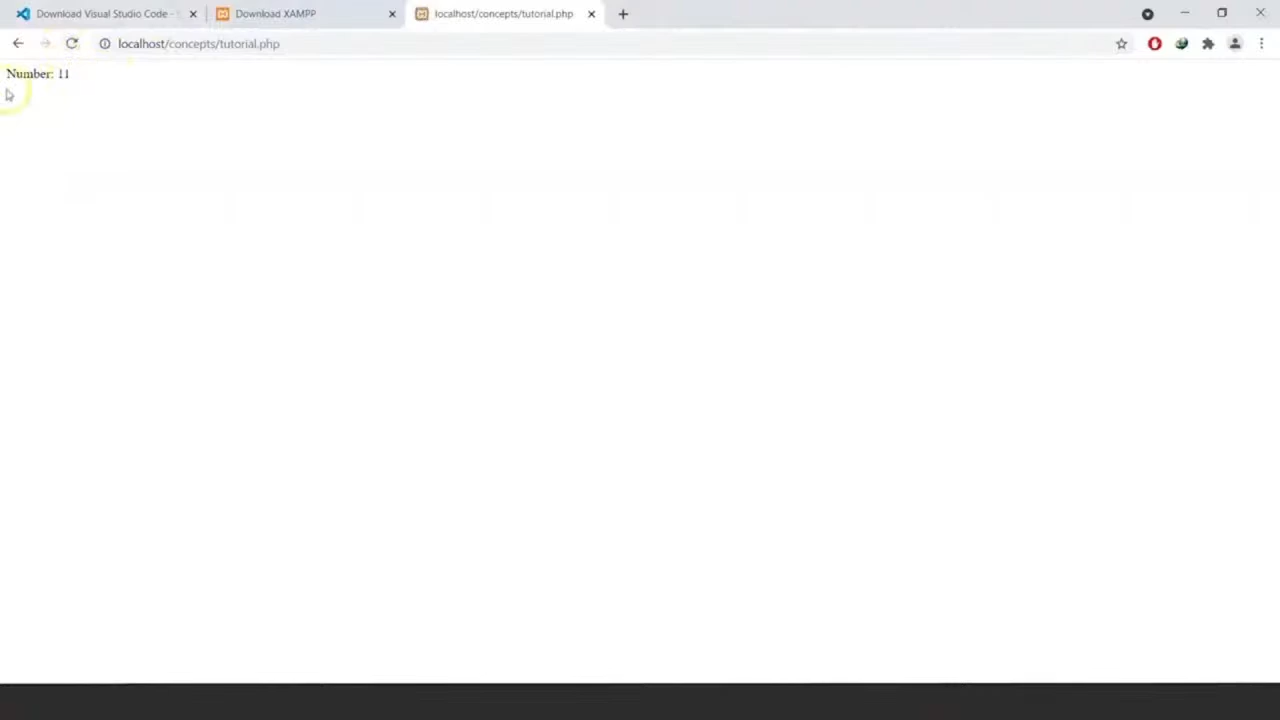 Download Visual Studio Code -
Download XAMPP
localhost/concepts/tutorial.php
localhost/concepts/tutorial.php
Number: 11